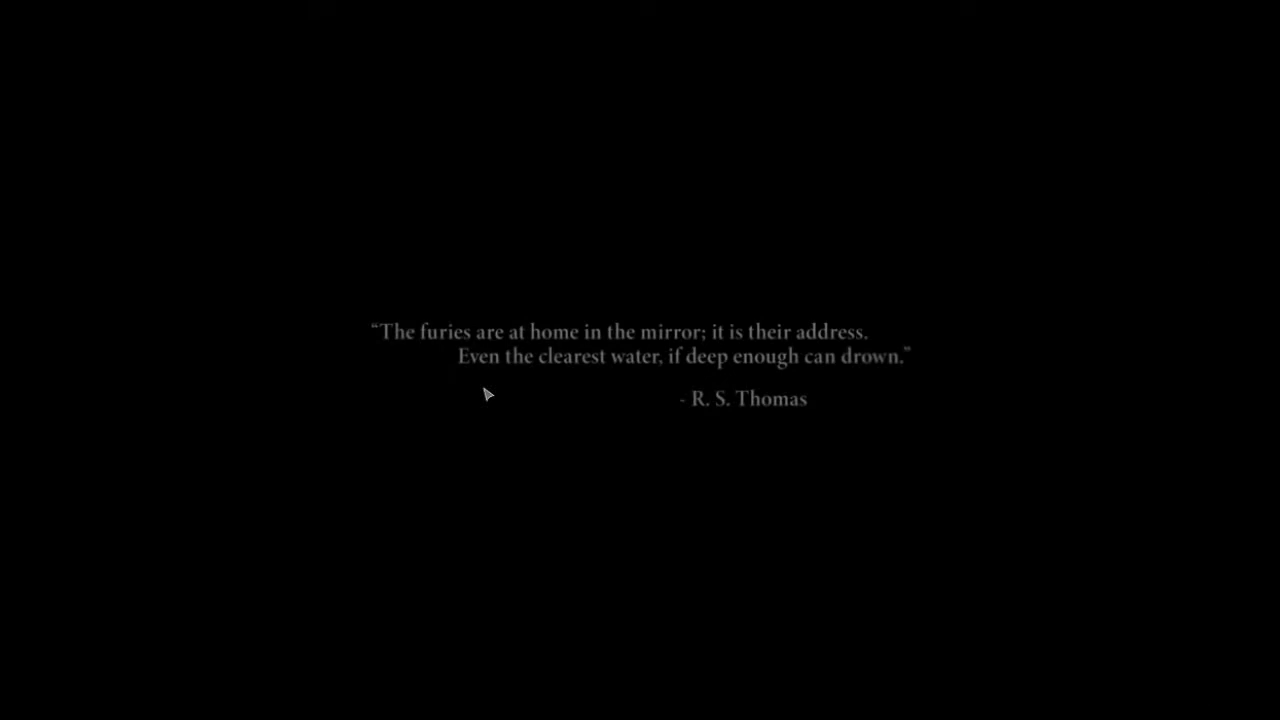 “The furies are at home in the mirror; it is their address.
Even the clearest water, if deep enough can drown.”
- R. S. Thomas